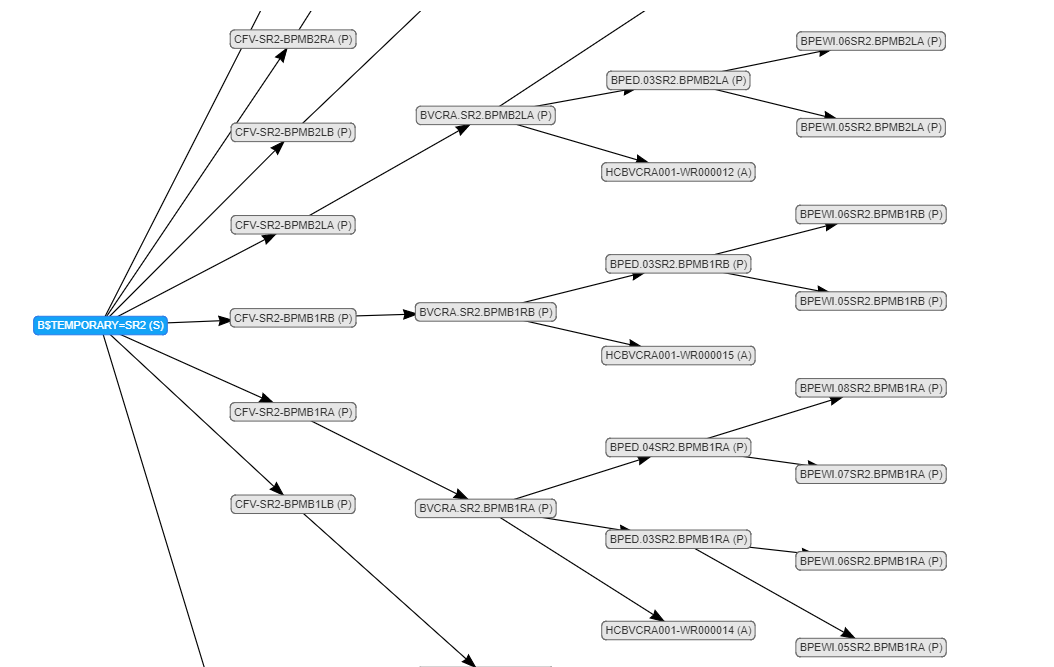 CFV-SR2-BPMB2RA (P)
BPEWI.06SR2.BPMB2LA (P)
BPED.03SR2.BPMB2LA (P)
BVCRA.SR2.BPMB2LA (P)
BPEWI.05SR2.BPMB2LA (P)
CFV-SR2-BPMB2LB (P)
HCBVCRA001-WR000012 (A)
BPEWI.06SR2.BPMB1RB (P)
CFV-SR2-BPMB2LA (P)
BPED.03SR2.BPMB1RB (P)
BPEWI.05SR2.BPMB1RB (P)
BVCRA.SR2.BPMB1RB (P)
CFV-SR2-BPMB1RB (P)
B$TEMPORARY=SR2 (S)
HCBVCRA001-WR000015 (A)
BPEWI.08SR2.BPMB1RA (P)
CFV-SR2-BPMB1RA (P)
BPED.04SR2.BPMB1RA (P)
BPEWI.07SR2.BPMB1RA (P)
CFV-SR2-BPMB1LB (P)
BVCRA.SR2.BPMB1RA (P)
BPED.03SR2.BPMB1RA (P)
BPEWI.06SR2.BPMB1RA (P)
HCBVCRA001-WR000014 (A)
BPEWI.05SR2.BPMB1RA (P)